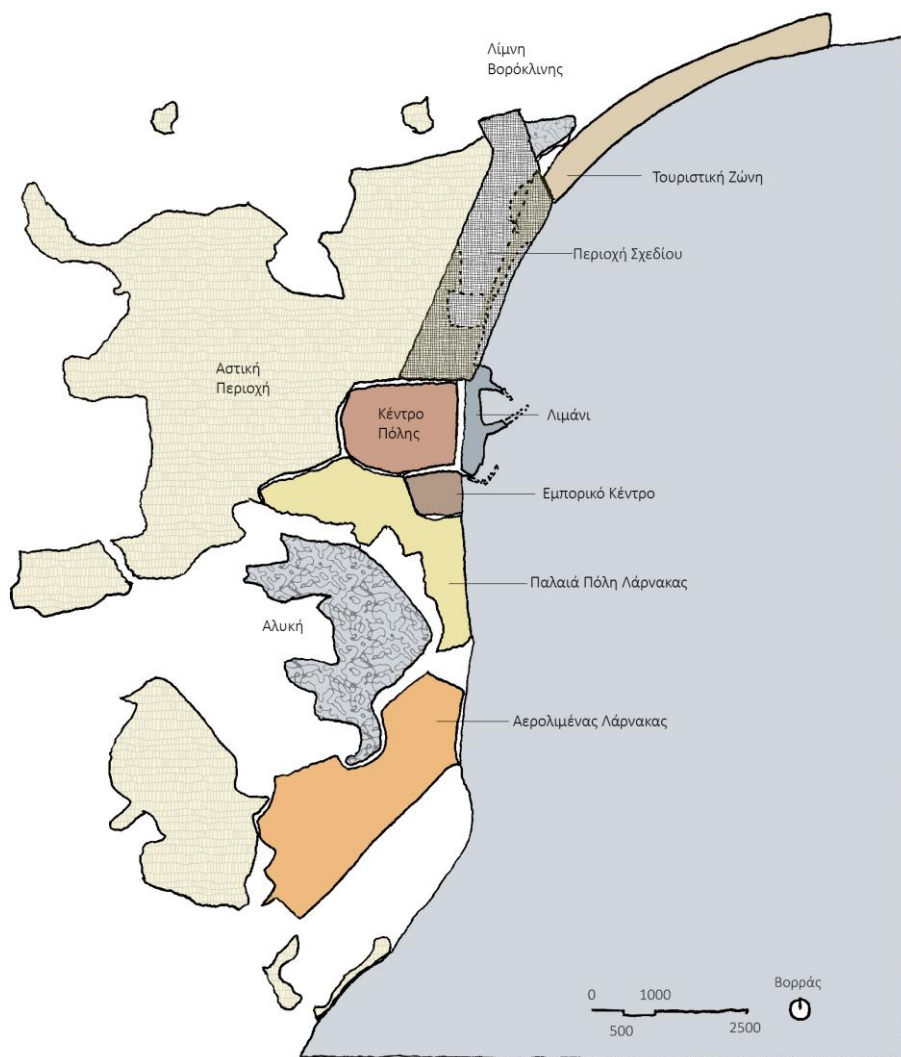 Λίμνη
Βορόκλινης
Τουριστική Ζώνη
Περιοχή Σχεδίου
Αστική
Περιοχή
Κέντρο
Πόλης
Λιμάνι
Εμπορικό Κέντρο
Παλαιά Πόλη Λάρνακας
Αλυκή
Αερολιμένας Λάρνακας
Βορράς
0 1000
500 2500